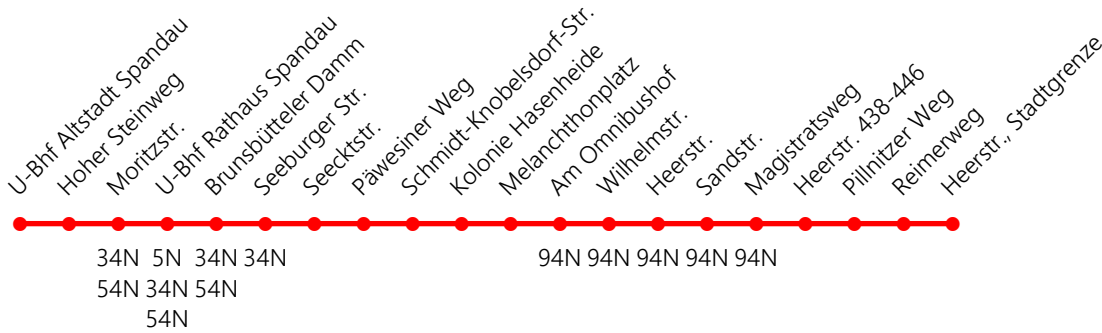 U-Bhf Altstadt Spandau
Hoher Steinweg
Moritzstr.
U-Bhf Rathaus Spandau
Brunsbütteler Damm
Seeburger Str.
Seecktstr.
Päwesiner Weg
Schmidt-Knobelsdorf-Str.
Kolonie Hasenheide
Melanchthonplatz
Am Omnibushof
Wilhelmstr.
Heerstr.
Sandstr.
Magistratsweg
Heerstr. 438-446
Pillnitzer Weg
Reimerweg
Heerstr., Stadtgrenze
34N 5N 34N 34N 94N 94N 94N 94N 94N
54N 34N 54N
54N